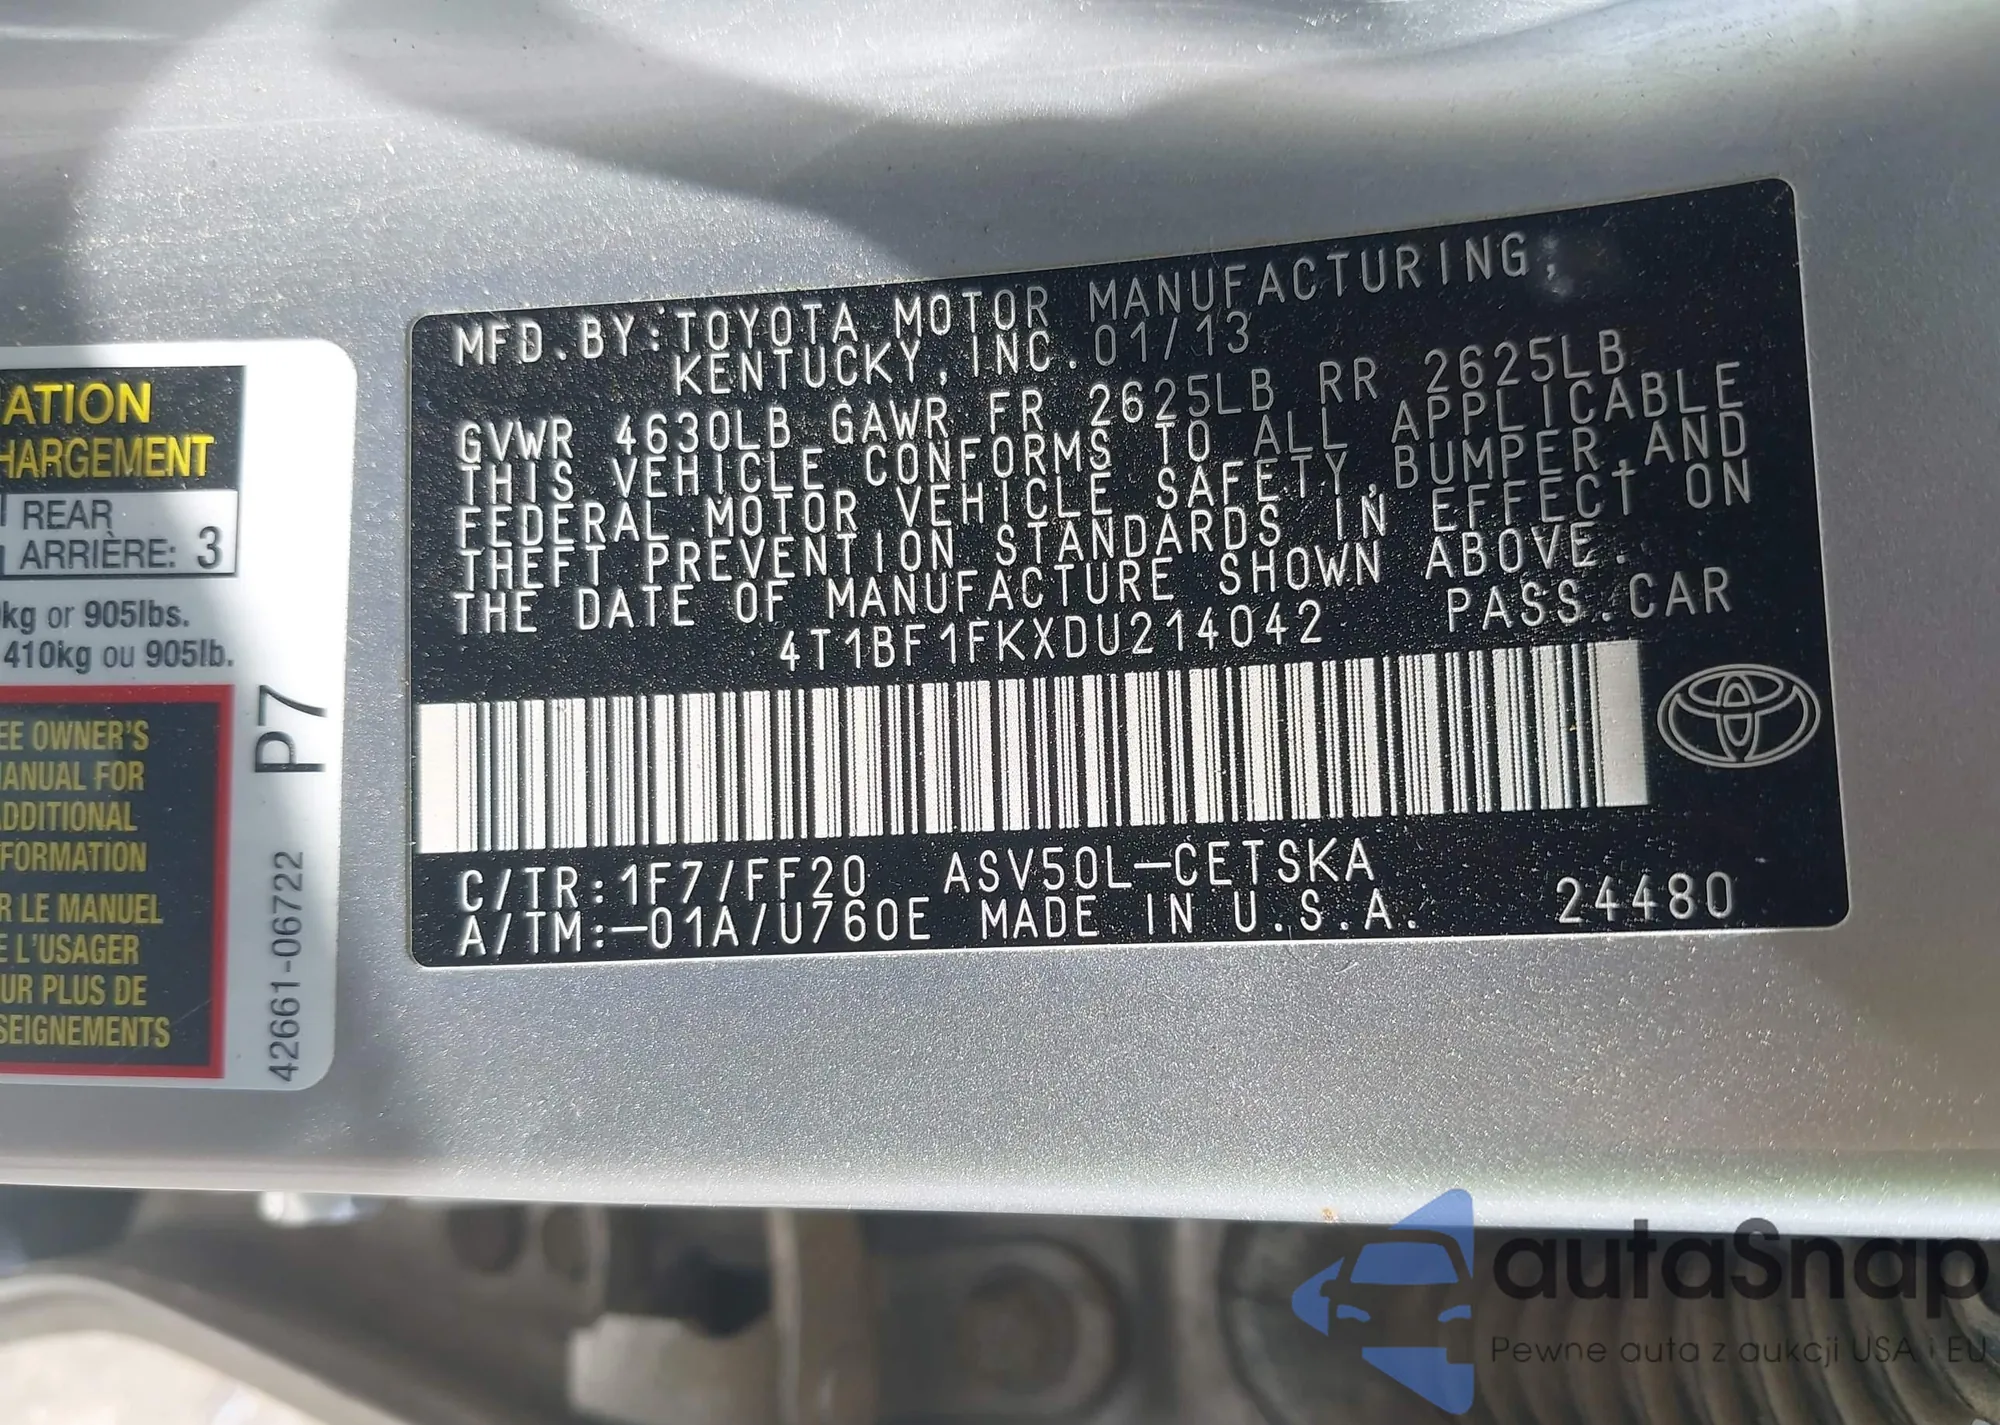 ATION
HARGEMENT
REAR
ARRIÈRE: 3
kg or 905lbs.
410kg ou 905lb.
EE OWNER'S
MANUAL FOR
ADDITIONAL
FORMATION
R LE MANUEL
E L'USAGER
UR PLUS DE
SEIGNEMENTS
P7
42661-06722
MFD.BY:TOYOTA MOTOR MANUFACTURING,
KENTUCKY,INC.01/13
GVWR 4630LB GAWR FR 2625LB RR 2625LB
THIS VEHICLE CONFORMS TO ALL APPLICABLE
FEDERAL MOTOR VEHICLE SAFETY,BUMPER,AND
THEFT PREVENTION STANDARDS IN EFFECT ON
THE DATE OF MANUFACTURE SHOWN ABOVE.
4T1BF1FKXDU214042 PASS.CAR
C/TR:1F7/FF20 ASV50L-CETSKA
A/TM:-01A/U760E MADE IN U.S.A. 24480
autaSnap
Pewne auta z aukcji USA i EU